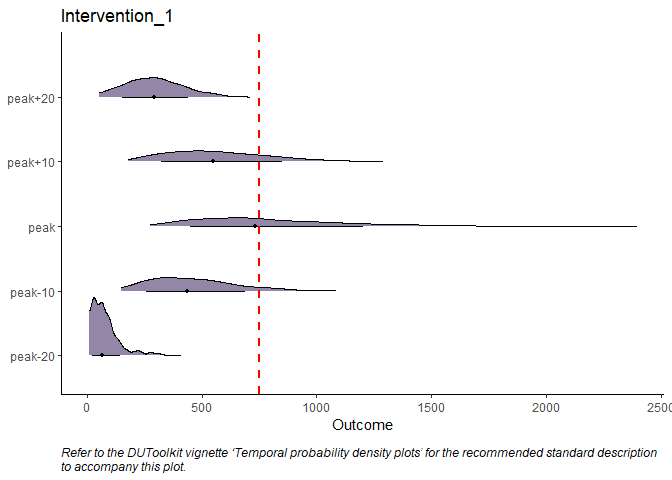 Intervention_1
peak+20
peak+10
peak
peak-10
peak-20
0 500 1000 1500 2000 2500
Outcome
Refer to the DUToolkit vignette ‘Temporal probability density plots’ for the recommended standard description
to accompany this plot.